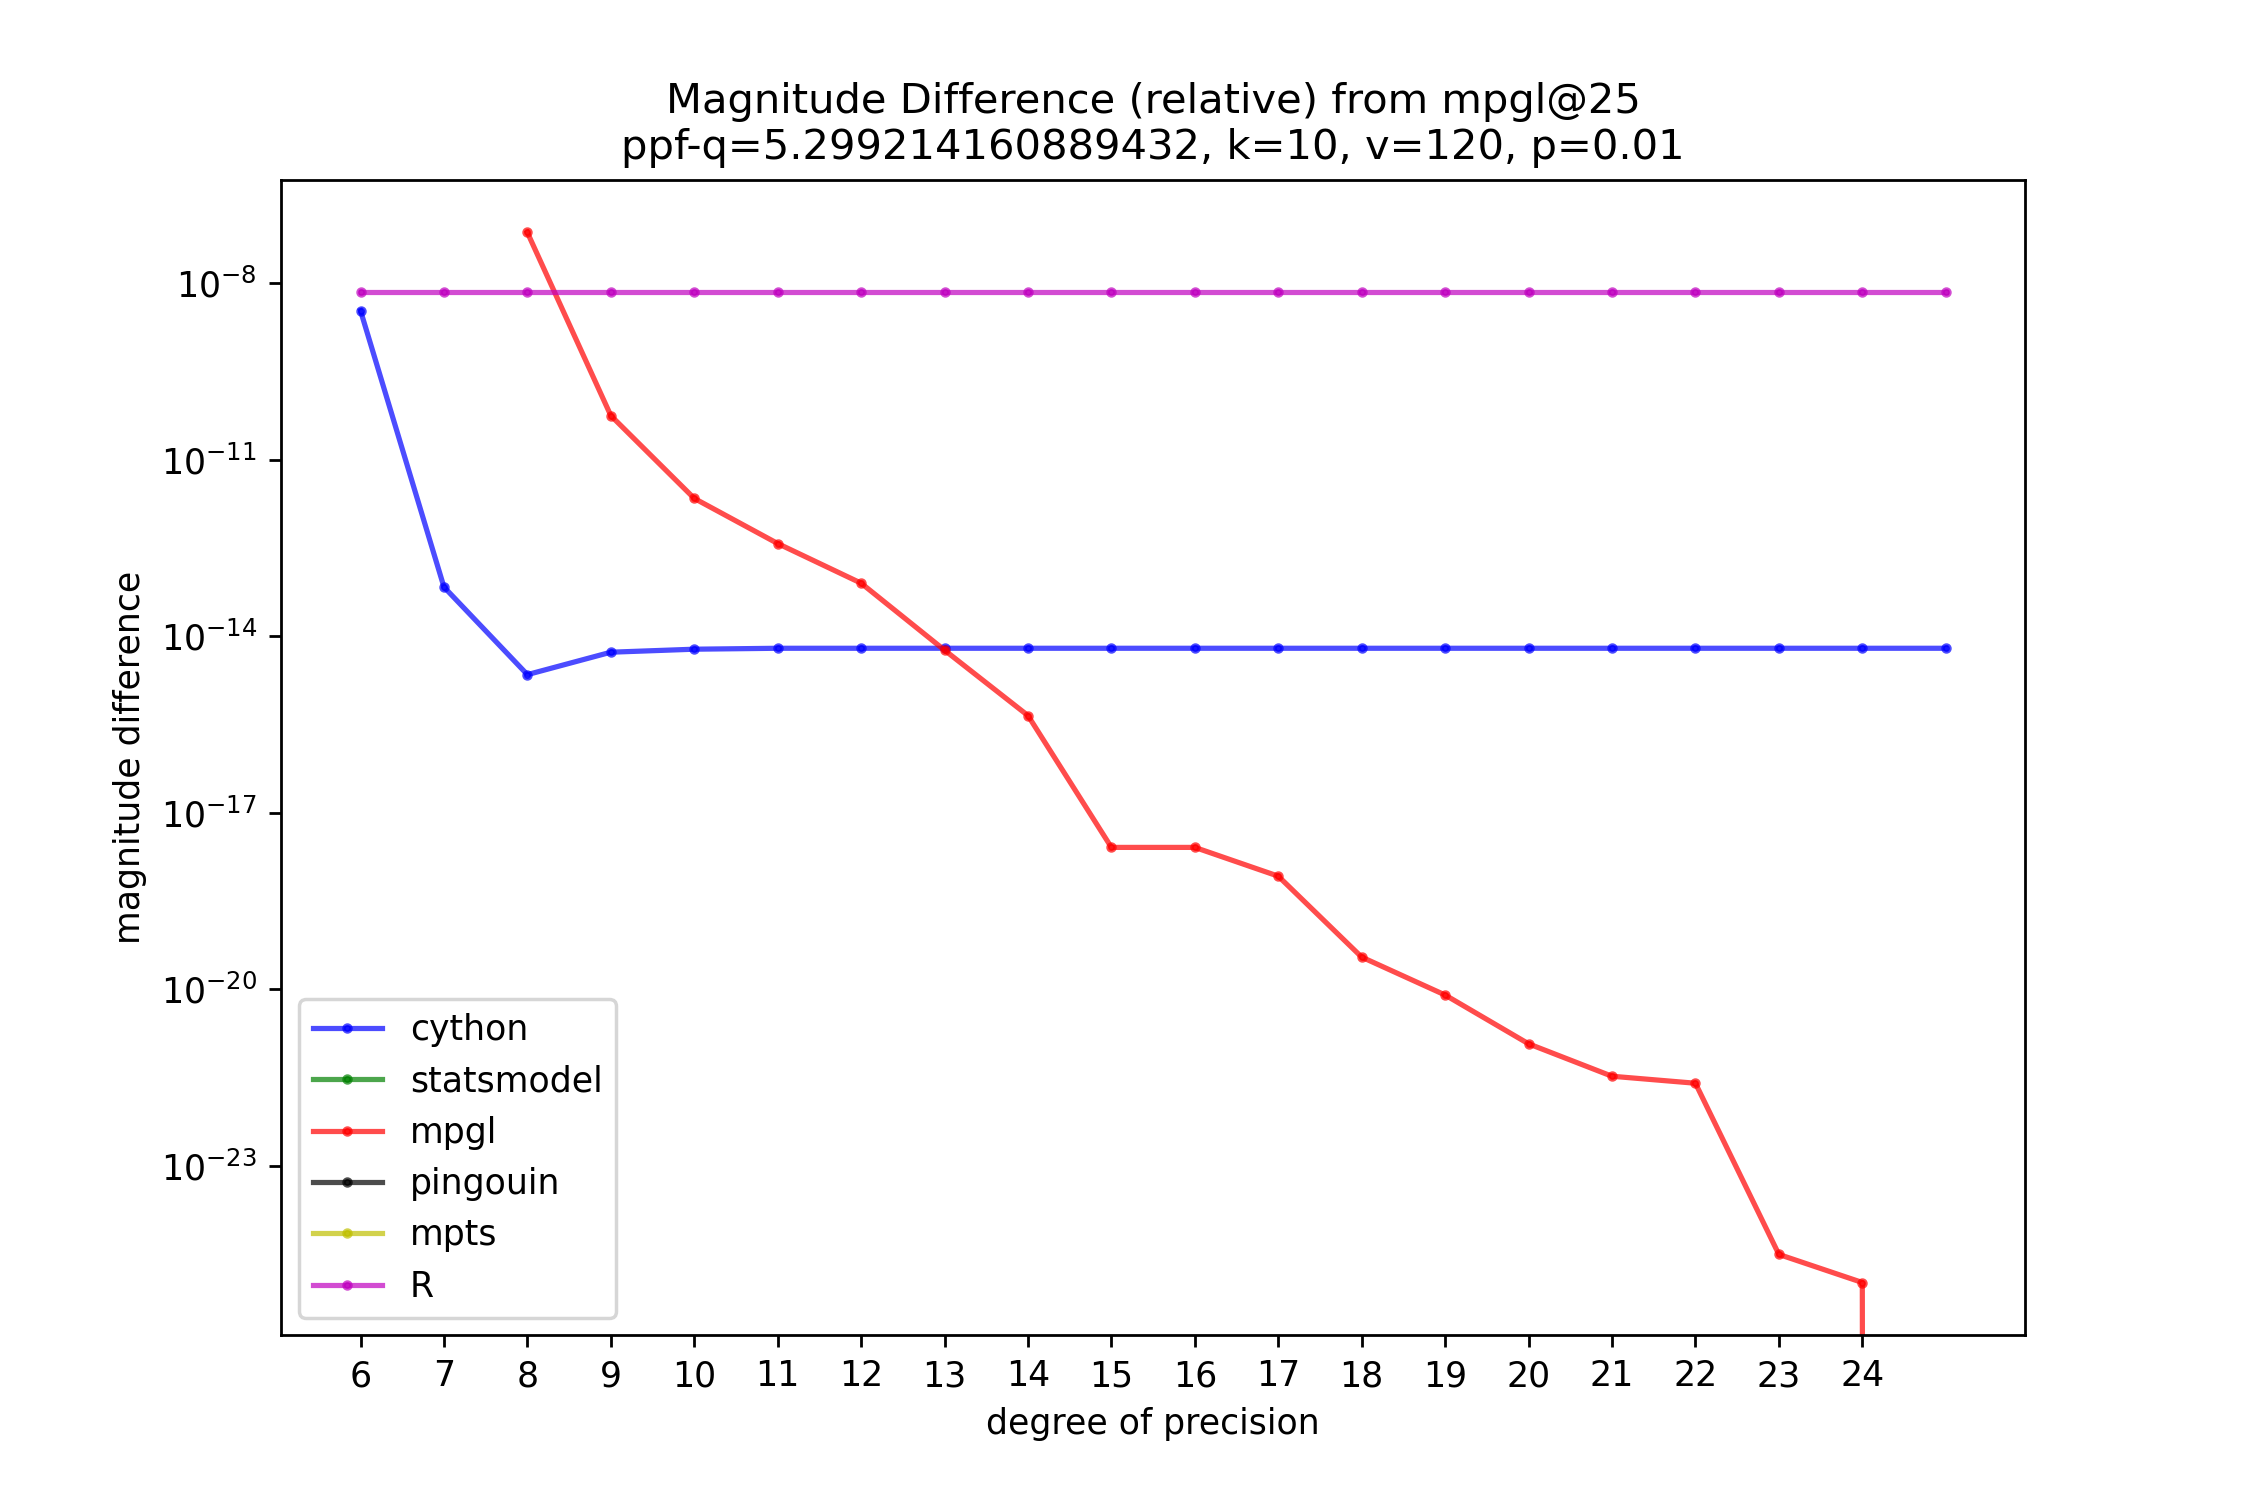 Magnitude Difference (relative) from mpgl@25
ppf-q=5.299214160889432, k=10, v=120, p=0.01
magnitude difference
10⁻⁸
10⁻¹¹
10⁻¹⁴
10⁻¹⁷
10⁻²⁰
10⁻²³
cython
statsmodel
mpgl
pingouin
mpts
R
6 7 8 9 10 11 12 13 14 15 16 17 18 19 20 21 22 23 24
degree of precision